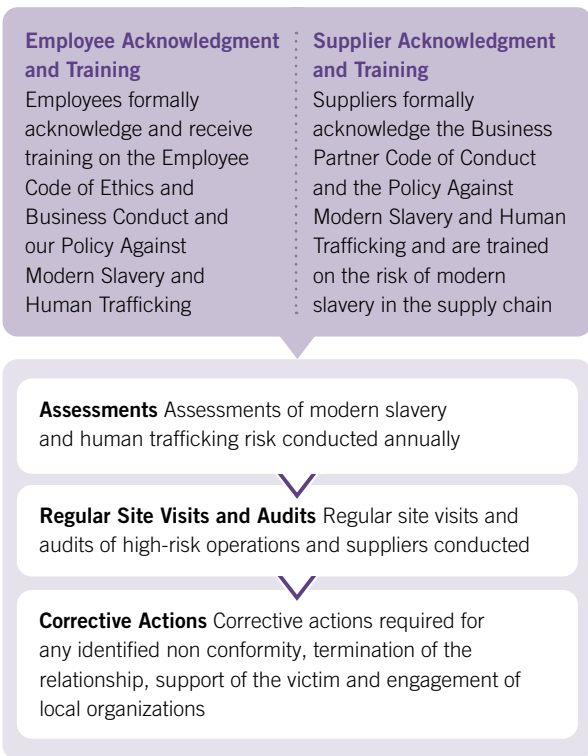 Employee Acknowledgment
and Training
Employees formally
acknowledge and receive
training on the Employee
Code of Ethics and
Business Conduct and
our Policy Against
Modern Slavery and
Human Trafficking
Supplier Acknowledgment
and Training
Suppliers formally
acknowledge the Business
Partner Code of Conduct
and the Policy Against
Modern Slavery and Human
Trafficking and are trained
on the risk of modern
slavery in the supply chain
Assessments Assessments of modern slavery
and human trafficking risk conducted annually
Regular Site Visits and Audits Regular site visits and
audits of high-risk operations and suppliers conducted
Corrective Actions Corrective actions required for
any identified non conformity, termination of the
relationship, support of the victim and engagement of
local organizations